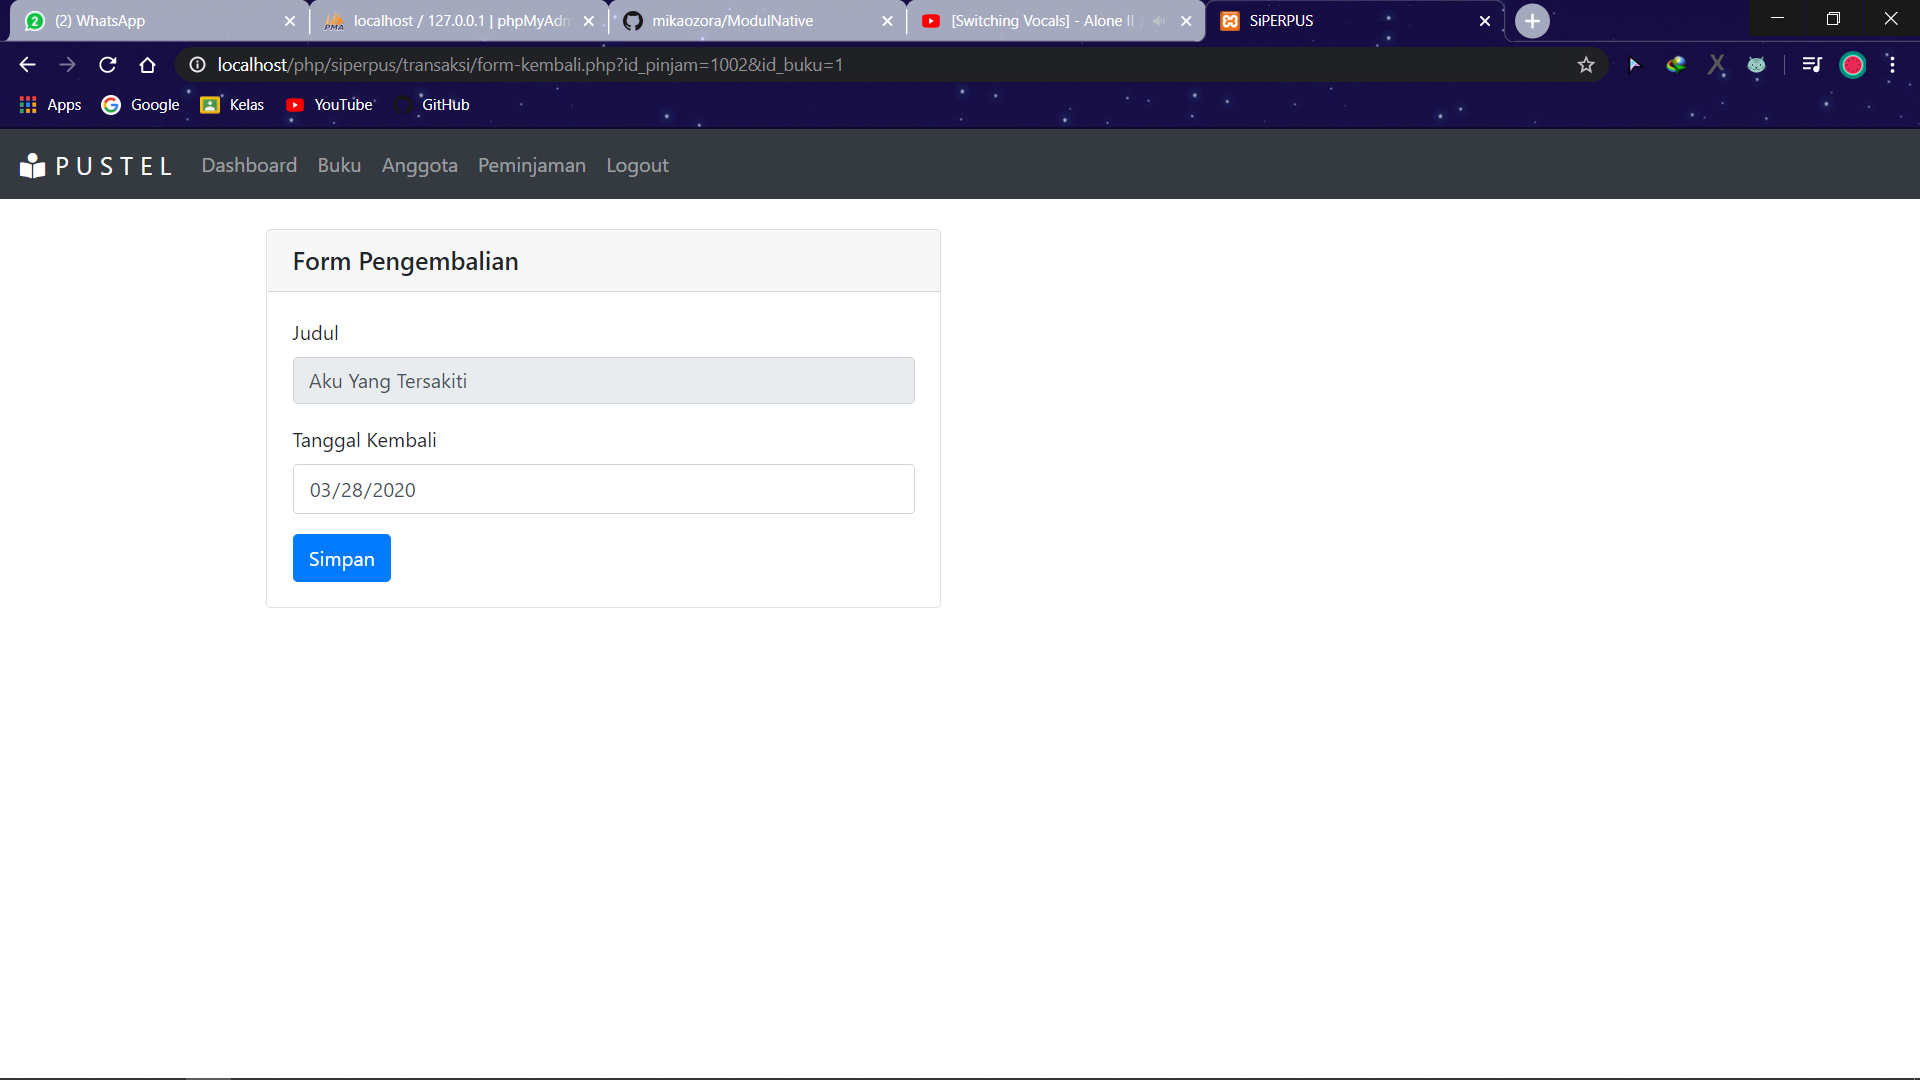 (2) WhatsApp
localhost / 127.0.0.1 | phpMyAdm
mikaozora/ModulNative
[Switching Vocals] - Alone ||
SiPERPUS
localhost/php/siperpus/transaksi/form-kembali.php?id_pinjam=1002&id_buku=1
Apps
Google
Kelas
YouTube
GitHub
PUSTEL
Dashboard
Buku
Anggota
Peminjaman
Logout
Form Pengembalian
Judul
Aku Yang Tersakiti
Tanggal Kembali
03/28/2020
Simpan